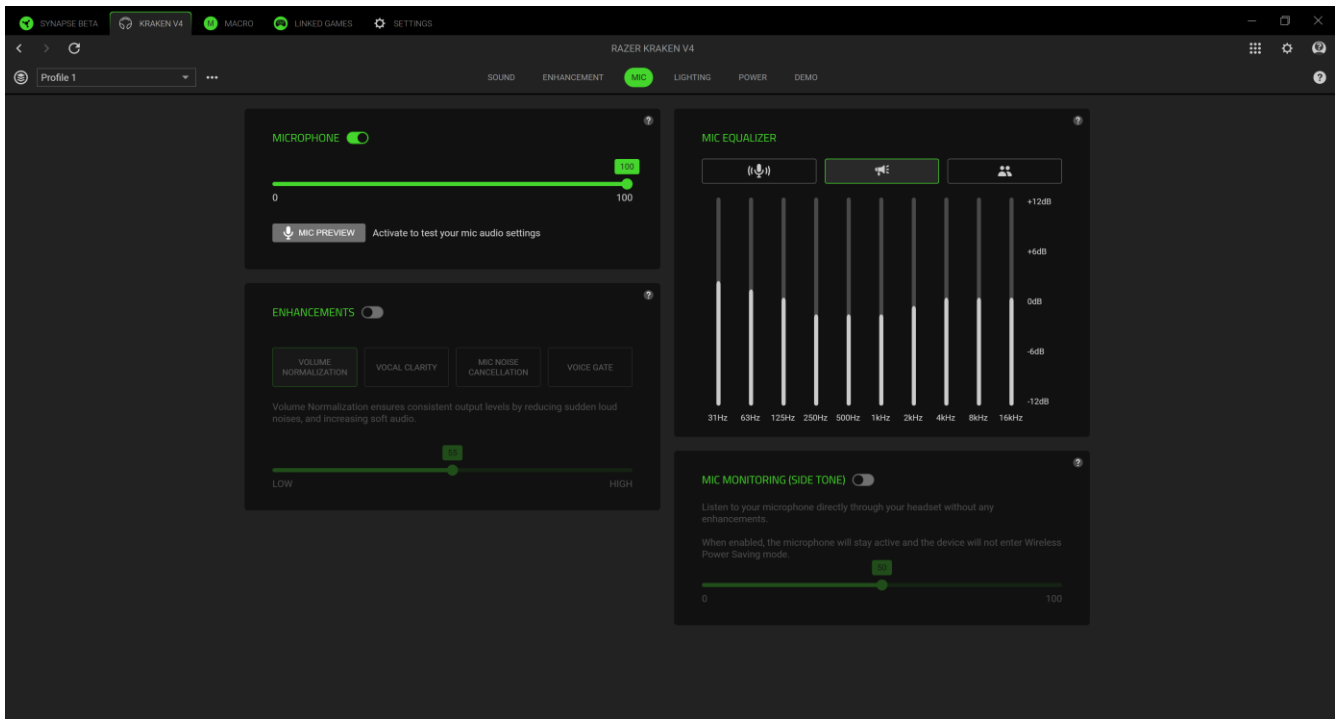 SYNAPSE BETA KRAKEN V4 MACRO LINKED GAMES SETTINGS
RAZER KRAKEN V4
Profile 1 SOUND ENHANCEMENT MIC LIGHTING POWER DEMO
MICROPHONE
100
0 100
MIC PREVIEW Activate to test your mic audio settings
ENHANCEMENTS
VOLUME NORMALIZATION VOCAL CLARITY MIC NOISE CANCELLATION VOICE GATE
Volume Normalization ensures consistent output levels by reducing sudden loud
noises, and increasing soft audio.
55
LOW HIGH
MIC EQUALIZER
+12dB
+6dB
0dB
-6dB
-12dB
31Hz 63Hz 125Hz 250Hz 500Hz 1kHz 2kHz 4kHz 8kHz 16kHz
MIC MONITORING (SIDE TONE)
Listen to your microphone directly through your headset without any
enhancements.
When enabled, the microphone will stay active and the device will not enter Wireless
Power Saving mode.
50
0 100